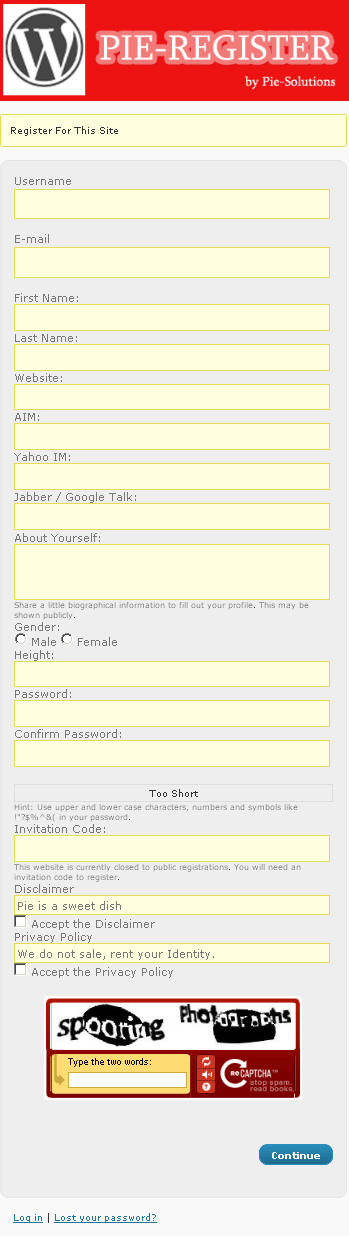 PIE-REGISTER
by Pie-Solutions
Register For This Site
Username
E-mail
First Name:
Last Name:
Website:
AIM:
Yahoo IM:
Jabber / Google Talk:
About Yourself:
Share a little biographical information to fill out your profile. This may be
shown publicly.
Gender:
Male Female
Height:
Password:
Confirm Password:
Too Short
Hint: Use upper and lower case characters, numbers and symbols like
!"?$%^&( in your password.
Invitation Code:
This website is currently closed to public registrations. You will need an
invitation code to register.
Disclaimer
Pie is a sweet dish
Accept the Disclaimer
Privacy Policy
We do not sale, rent your Identity.
Accept the Privacy Policy
spooring Photographs
Type the two words:
reCAPTCHA™
stop spam.
read books.
Continue
Log in | Lost your password?